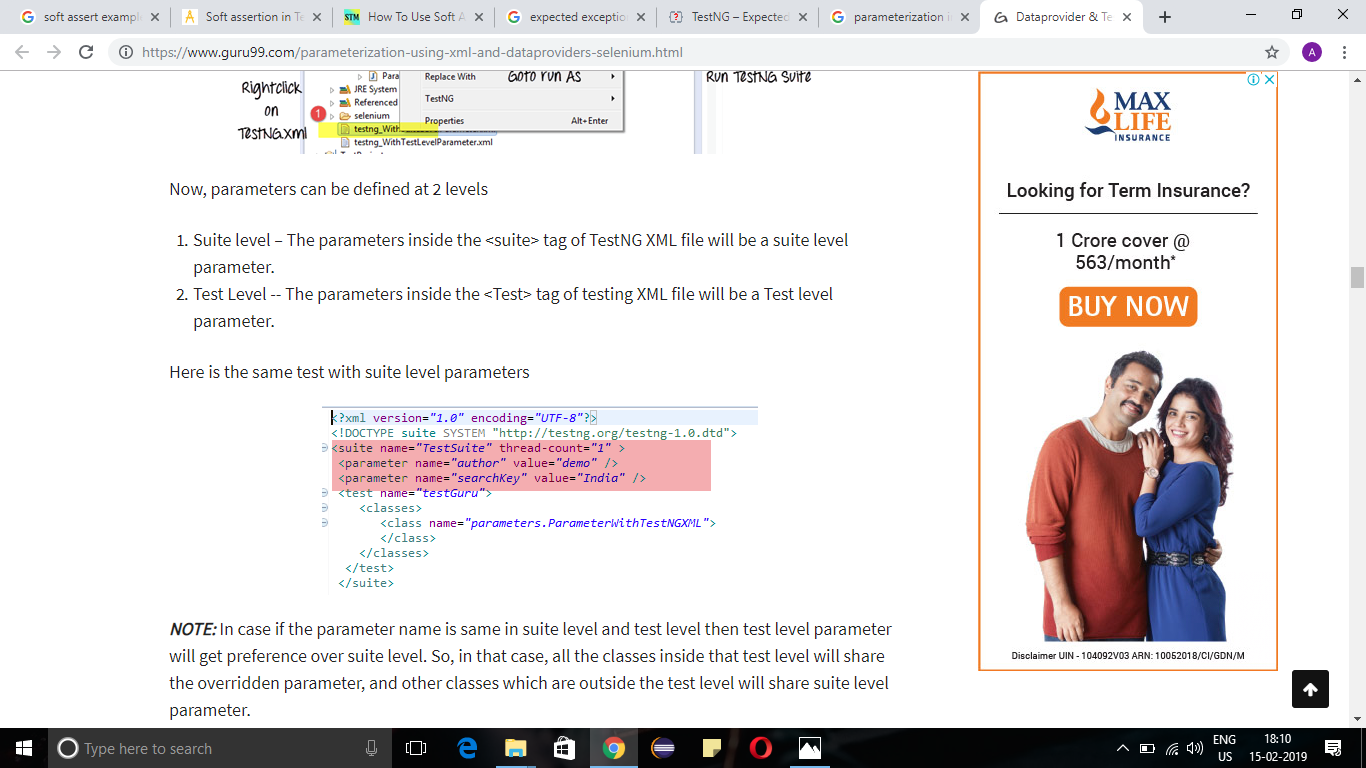 soft assert exampl
Soft assertion in Te
STM How To Use Soft A
expected exceptio
TestNG – Expected
parameterization i
Dataprovider & Te
https://www.guru99.com/parameterization-using-xml-and-dataproviders-selenium.html
A
Rightclick
on
TestNG.xml
1
Para
JRE System
Referenced
selenium
testng_With
testng_WithTestLevelParameter.xml
Replace With
TestNG
Properties Alt+Enter
Goto run AS
Run TestNG Suite
Now, parameters can be defined at 2 levels
1. Suite level – The parameters inside the <suite> tag of TestNG XML file will be a suite level
parameter.
2. Test Level -- The parameters inside the <Test> tag of testing XML file will be a Test level
parameter.
Here is the same test with suite level parameters
<?xml version="1.0" encoding="UTF-8"?>
<!DOCTYPE suite SYSTEM "http://testng.org/testng-1.0.dtd">
<suite name="TestSuite" thread-count="1" >
<parameter name="author" value="demo" />
<parameter name="searchKey" value="India" />
<test name="testGuru">
<classes>
<class name="parameters.ParameterWithTestNGXML">
</class>
</classes>
</test>
</suite>
NOTE: In case if the parameter name is same in suite level and test level then test level parameter
will get preference over suite level. So, in that case, all the classes inside that test level will share
the overridden parameter, and other classes which are outside the test level will share suite level
parameter.
MAX
LIFE
INSURANCE
Looking for Term Insurance?
1 Crore cover @
563/month*
BUY NOW
Disclaimer UIN - 104092V03 ARN: 10052018/CI/GDN/M
Type here to search
ENG
US
18:10
15-02-2019